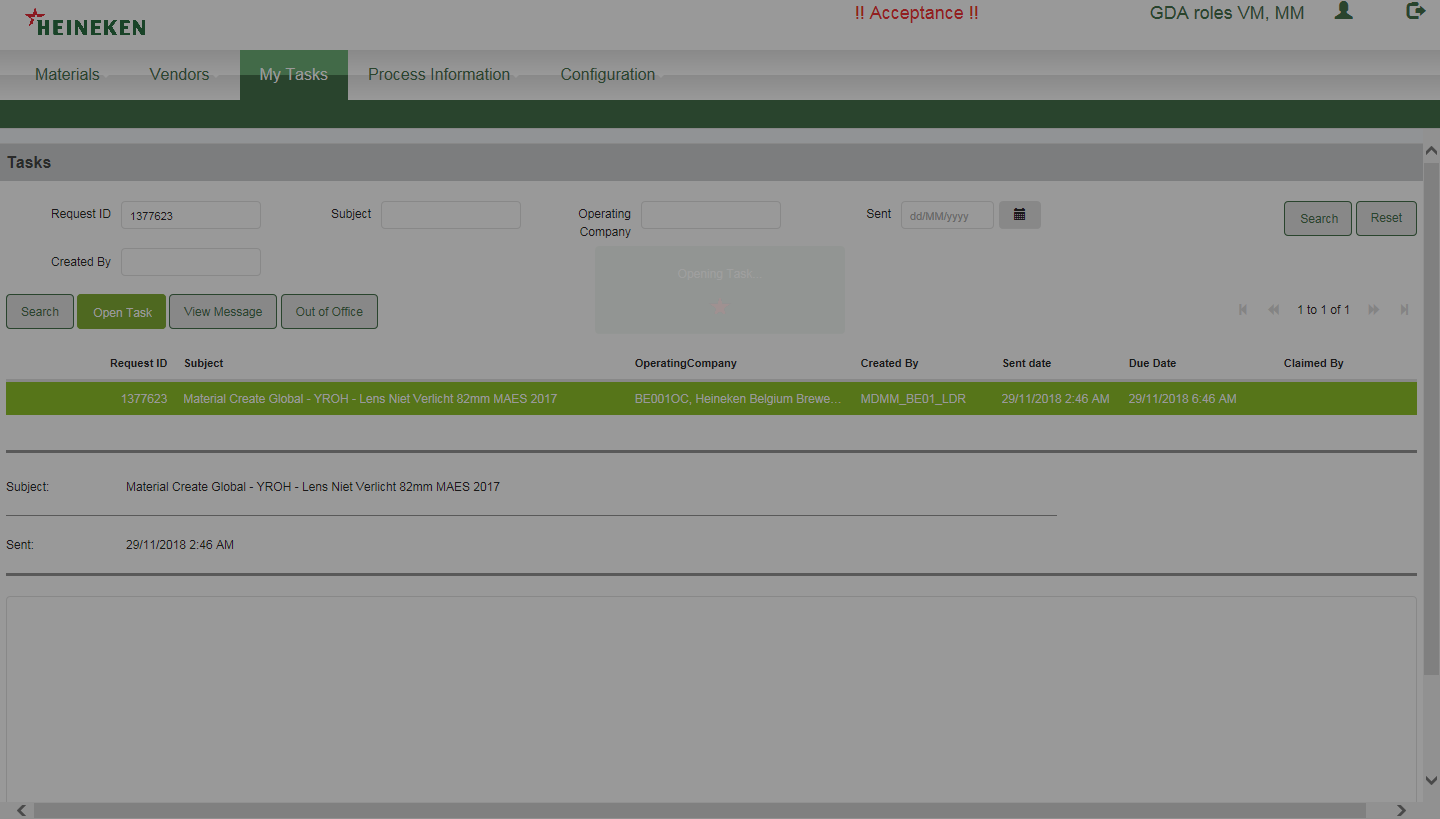 HEINEKEN
!! Acceptance !!
GDA roles VM, MM
Materials Vendors My Tasks Process Information Configuration
Tasks
Request ID 1377623 Subject Operating Company Sent dd/MM/yyyy Search Reset
Created By
Opening Task..
Search Open Task View Message Out of Office 1 to 1 of 1
Request ID Subject OperatingCompany Created By Sent date Due Date Claimed By
1377623 Material Create Global - YROH - Lens Niet Verlicht 82mm MAES 2017 BE001OC, Heineken Belgium Brewe... MDMM_BE01_LDR 29/11/2018 2:46 AM 29/11/2018 6:46 AM
Subject: Material Create Global - YROH - Lens Niet Verlicht 82mm MAES 2017
Sent: 29/11/2018 2:46 AM